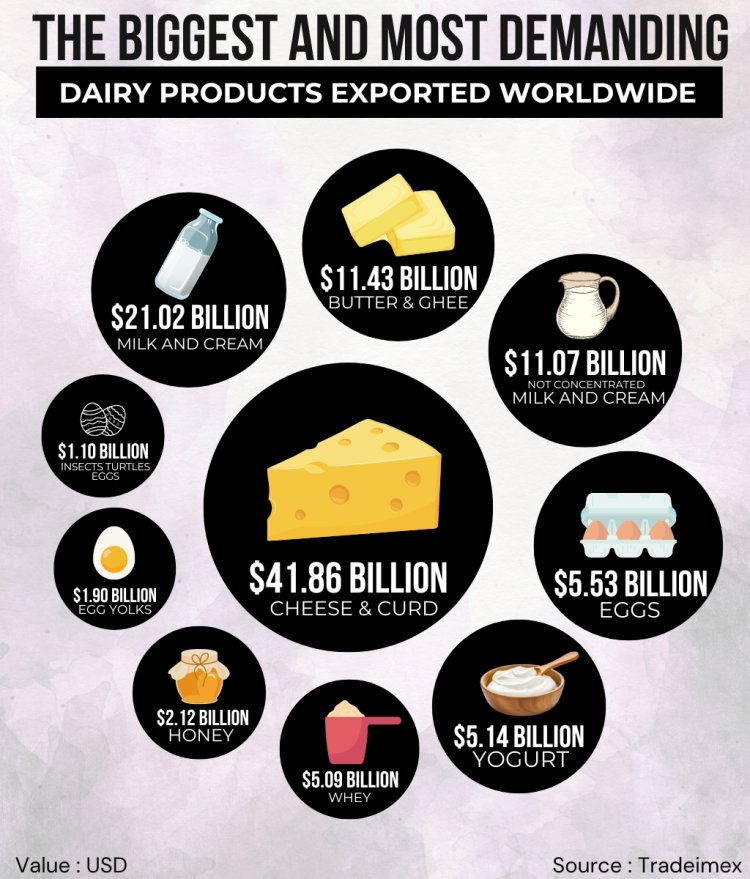 THE BIGGEST AND MOST DEMANDING
DAIRY PRODUCTS EXPORTED WORLDWIDE
$11.43 BILLION
BUTTER & GHEE
$21.02 BILLION
MILK AND CREAM
$11.07 BILLION
NOT CONCENTRATED
MILK AND CREAM
$1.10 BILLION
INSECTS TURTLES
EGGS
$41.86 BILLION
CHEESE & CURD
$5.53 BILLION
EGGS
$1.90 BILLION
EGG YOLKS
$2.12 BILLION
HONEY
$5.09 BILLION
WHEY
$5.14 BILLION
YOGURT
Value : USD
Source : Tradeimex